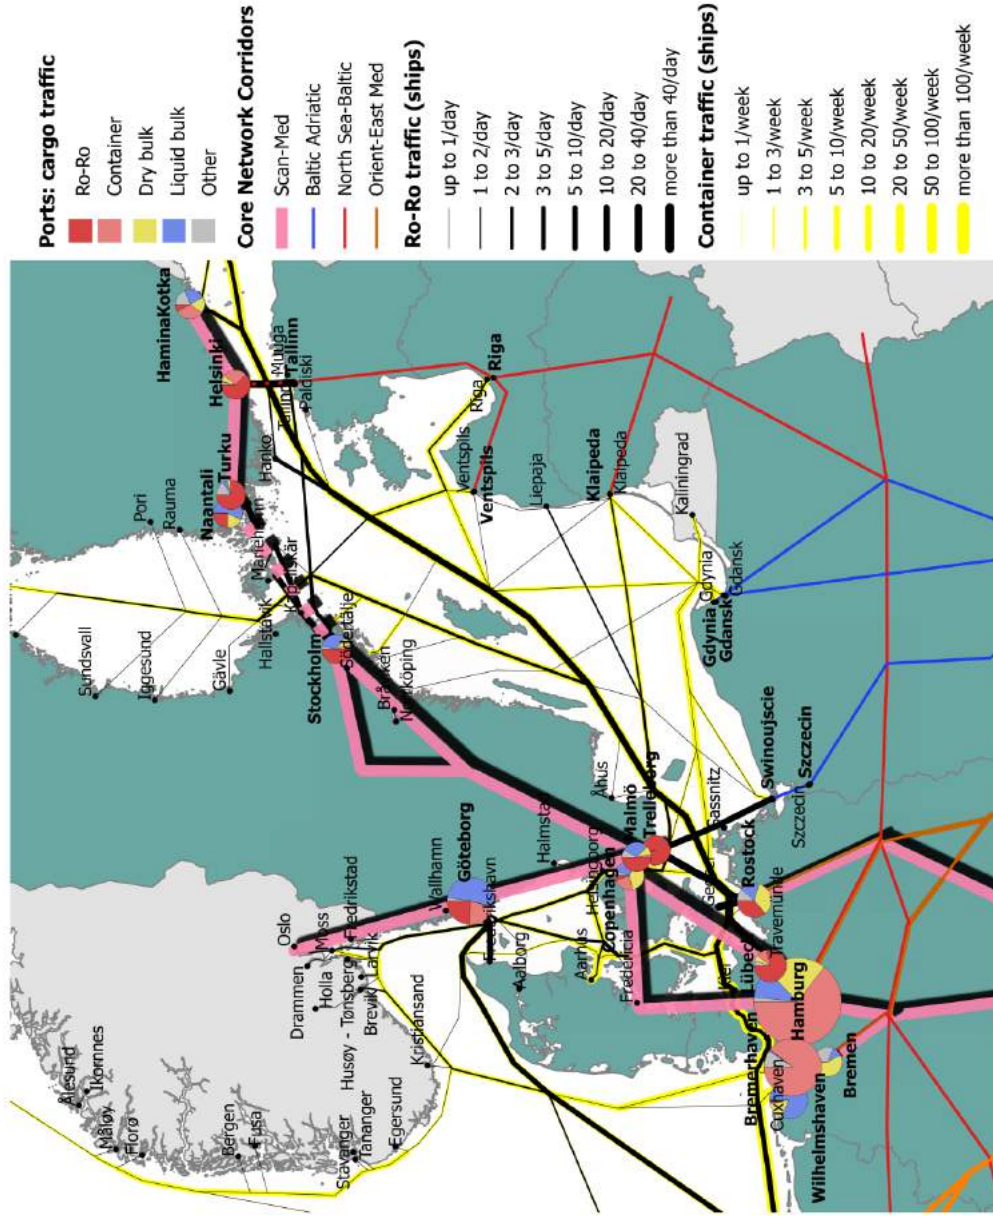 Ports: cargo traffic
Ro-Ro
Container
Dry bulk
Liquid bulk
Other
Core Network Corridors
Scan-Med
Baltic Adriatic
North Sea-Baltic
Orient-East Med
Ro-Ro traffic (ships)
up to 1/day
1 to 2/day
2 to 3/day
3 to 5/day
5 to 10/day
10 to 20/day
20 to 40/day
more than 40/day
Container traffic (ships)
up to 1/week
1 to 3/week
3 to 5/week
5 to 10/week
10 to 20/week
20 to 50/week
50 to 100/week
more than 100/week
Ålesund
Ikornnes
Måløy
Florø
Bergen
Fusa
Stavanger
Tananger
Egersund
Kristiansand
Drammen
Holla
Husøy - Tønsberg
Brevik
Larvik
Oslo
Moss
Fredrikstad
Wallhamn
Göteborg
Frederikshavn
Aalborg
Halmstad
Helsingborg
Aarhus
Fredericia
Copenhagen
Malmö
Trelleborg
Åhus
Sundsvall
Iggesund
Gävle
Hallstavik
Kapellskär
Stockholm
Södertälje
Norrköping
Pori
Rauma
Naantali
Turku
Hanko
Helsinki
HaminaKotka
Muuga
Tallinn
Tallinn
Paldiski
Riga
Riga
Ventspils
Ventspils
Liepaja
Klaipeda
Klaipeda
Kaliningrad
Gdynia
Gdansk
Gdynia
Gdansk
Swinoujscie
Szczecin
Szczecin
Sassnitz
Rostock
Travemünde
Lübeck
Kiel
Hamburg
Bremerhaven
Cuxhaven
Bremen
Wilhelmshaven